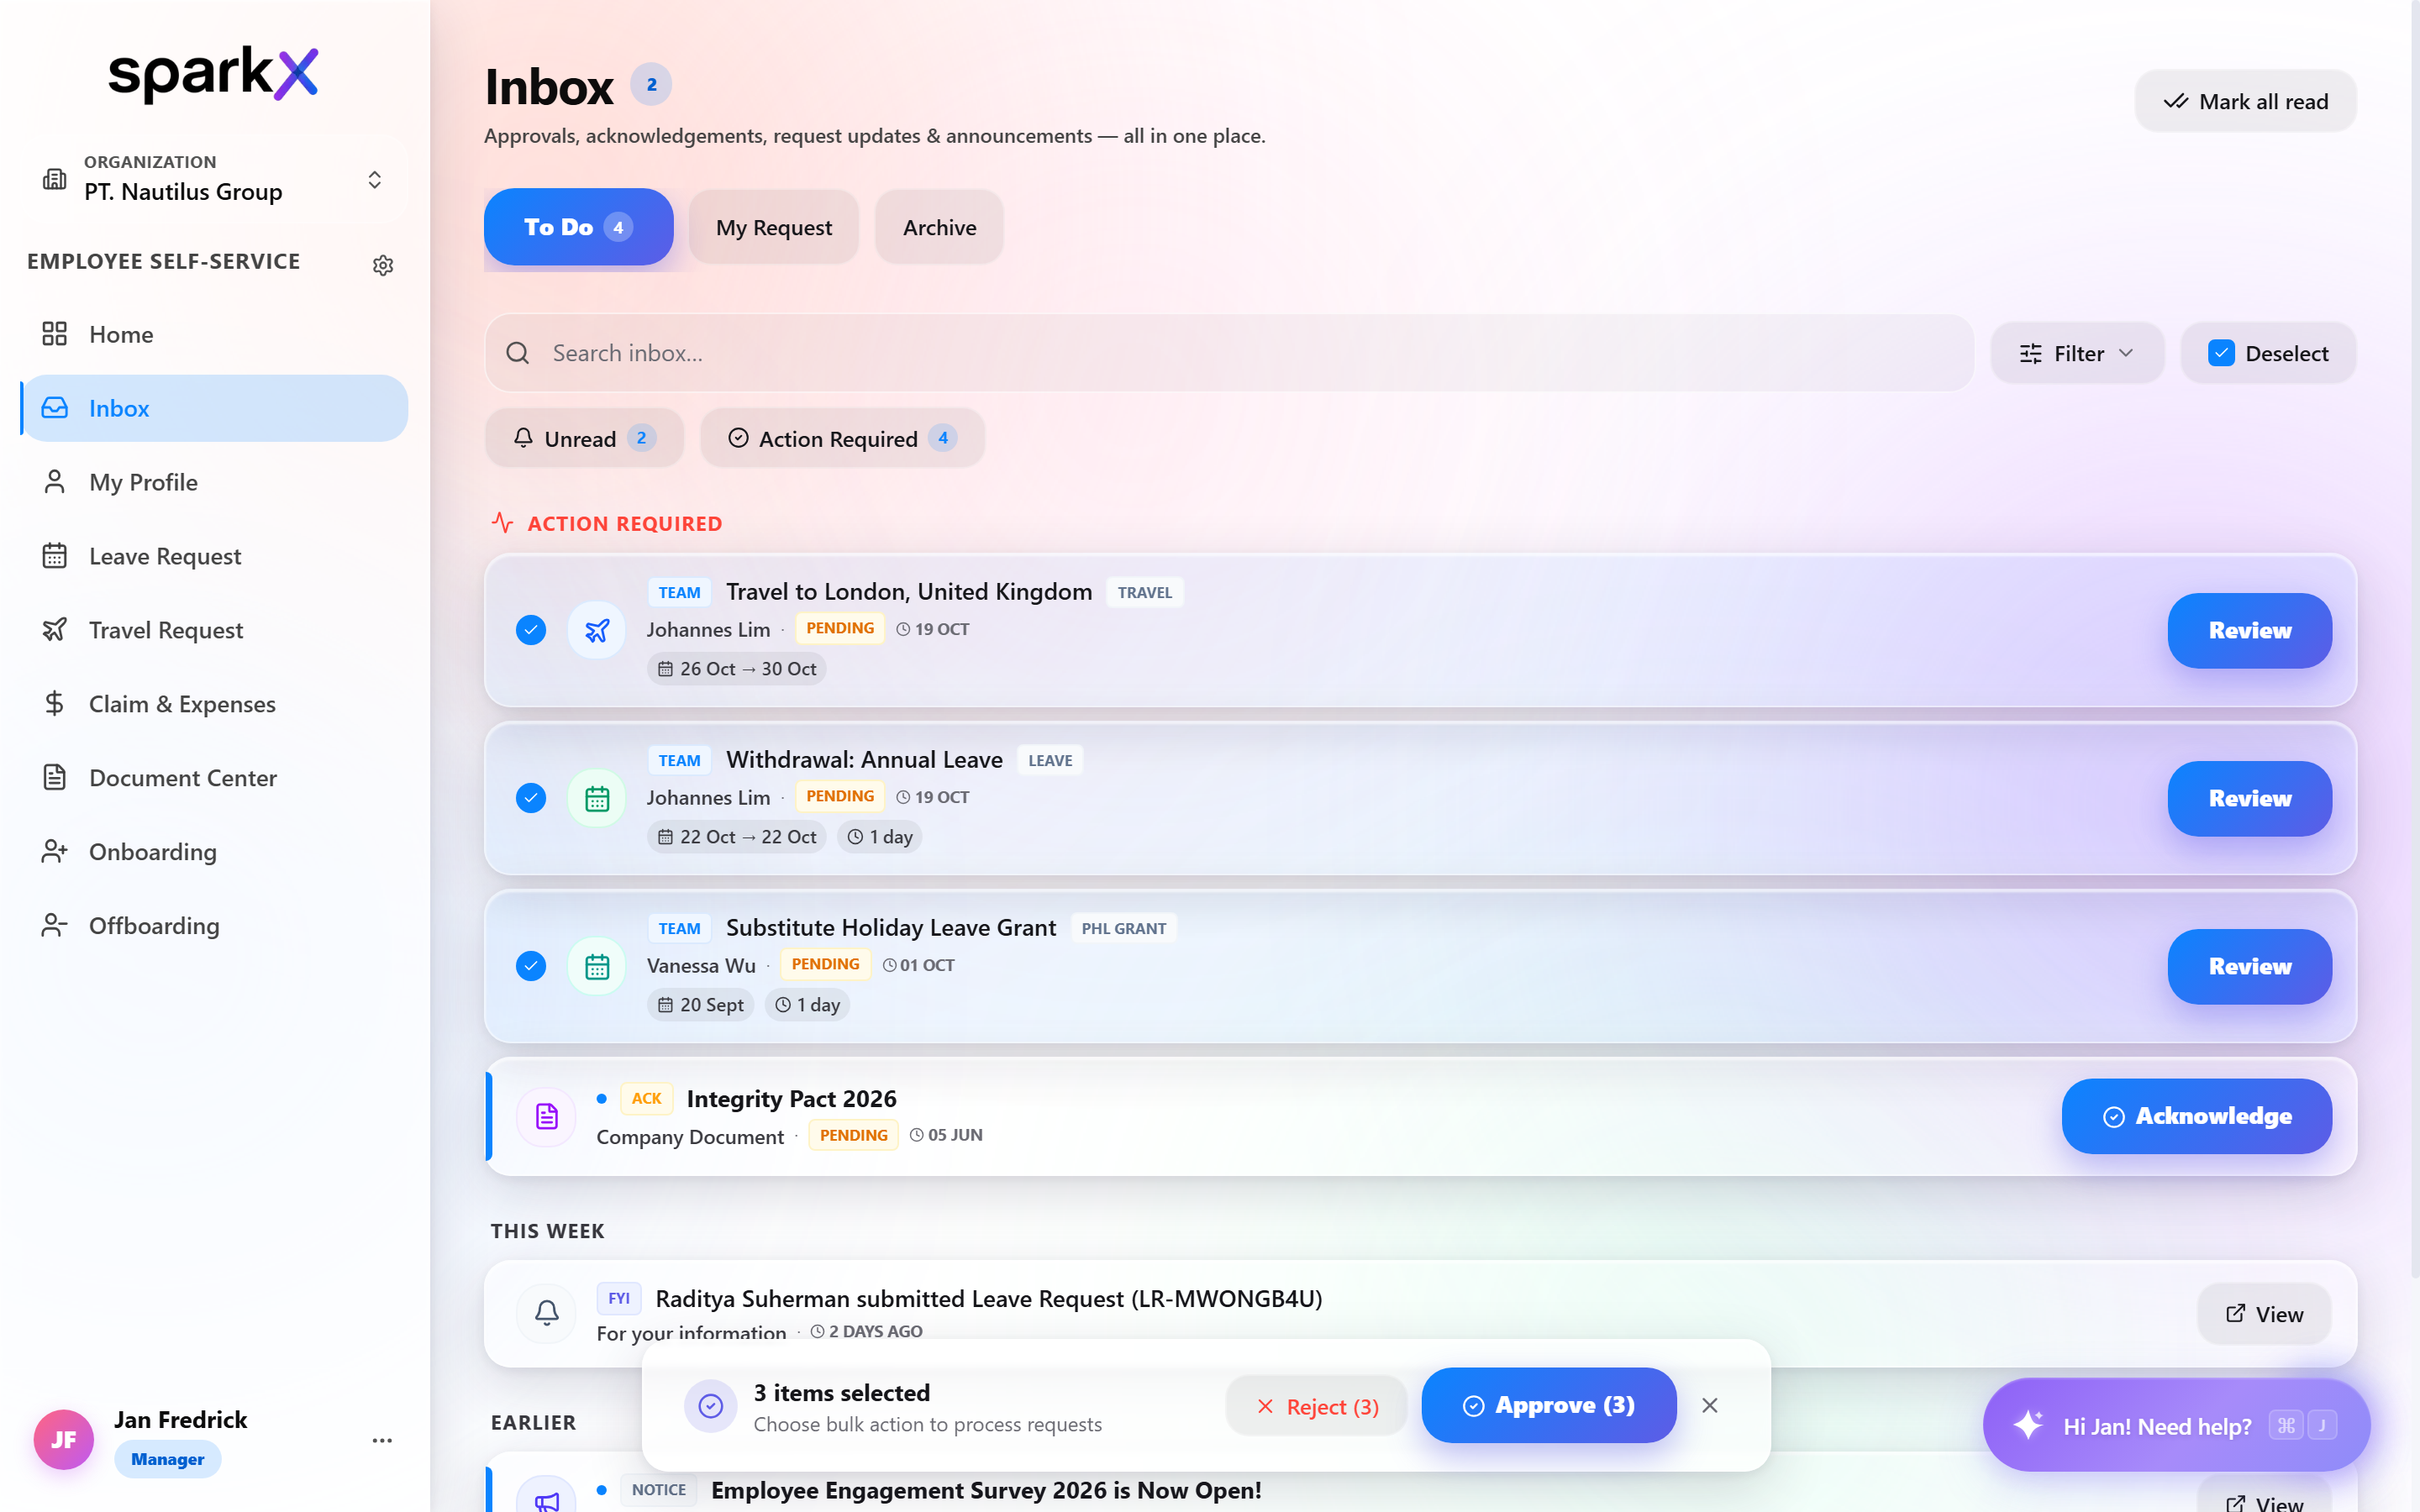 sparkX
ORGANIZATION
PT. Nautilus Group
EMPLOYEE SELF-SERVICE
Home
Inbox
My Profile
Leave Request
Travel Request
Claim & Expenses
Document Center
Onboarding
Offboarding
JF
Jan Fredrick
Manager
Inbox 2
Approvals, acknowledgements, request updates & announcements — all in one place.
Mark all read
To Do 4
My Request
Archive
Search inbox...
Filter
Deselect
Unread 2
Action Required 4
ACTION REQUIRED
TEAM Travel to London, United Kingdom TRAVEL
Johannes Lim · PENDING 19 OCT
26 Oct → 30 Oct
Review
TEAM Withdrawal: Annual Leave LEAVE
Johannes Lim · PENDING 19 OCT
22 Oct → 22 Oct 1 day
Review
TEAM Substitute Holiday Leave Grant PHL GRANT
Vanessa Wu · PENDING 01 OCT
20 Sept 1 day
Review
ACK Integrity Pact 2026
Company Document · PENDING 05 JUN
Acknowledge
THIS WEEK
FYI Raditya Suherman submitted Leave Request (LR-MWONGB4U)
For your information · 2 DAYS AGO
View
3 items selected
Choose bulk action to process requests
Reject (3)
Approve (3)
EARLIER
Hi Jan! Need help? ⌘ J
NOTICE Employee Engagement Survey 2026 is Now Open!
View